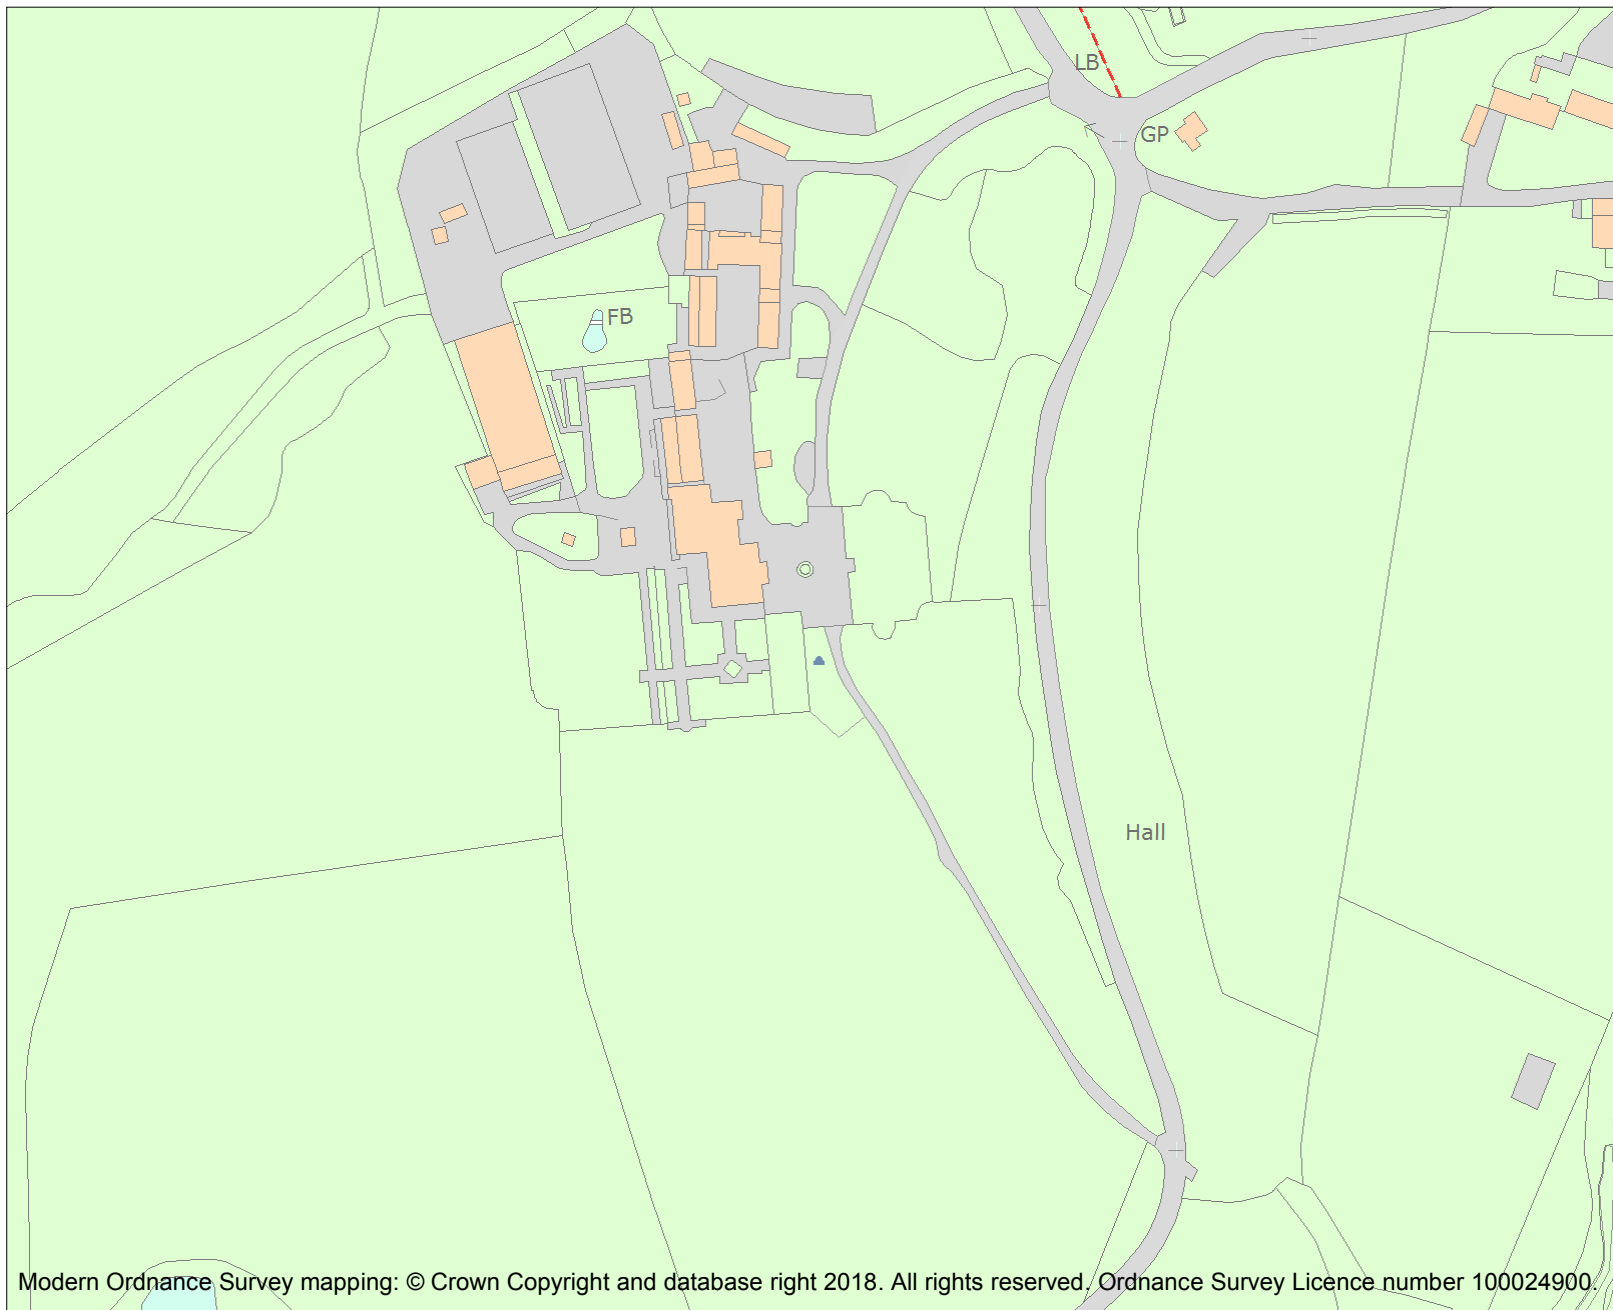 LB
GP
FB
Hall
Modern Ordnance Survey mapping: © Crown Copyright and database right 2018. All rights reserved. Ordnance Survey Licence number 100024900.